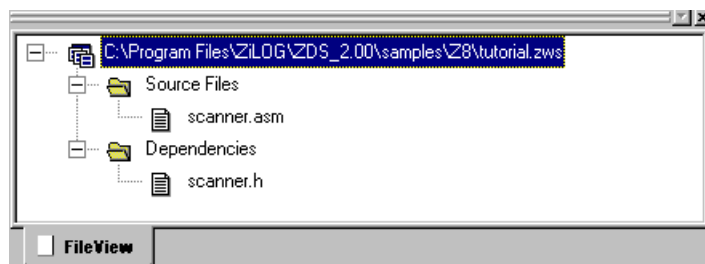 C:\Program Files\ZiLOG\ZDS_2.00\samples\Z8\tutorial.zws
Source Files
scanner.asm
Dependencies
scanner.h
FileView